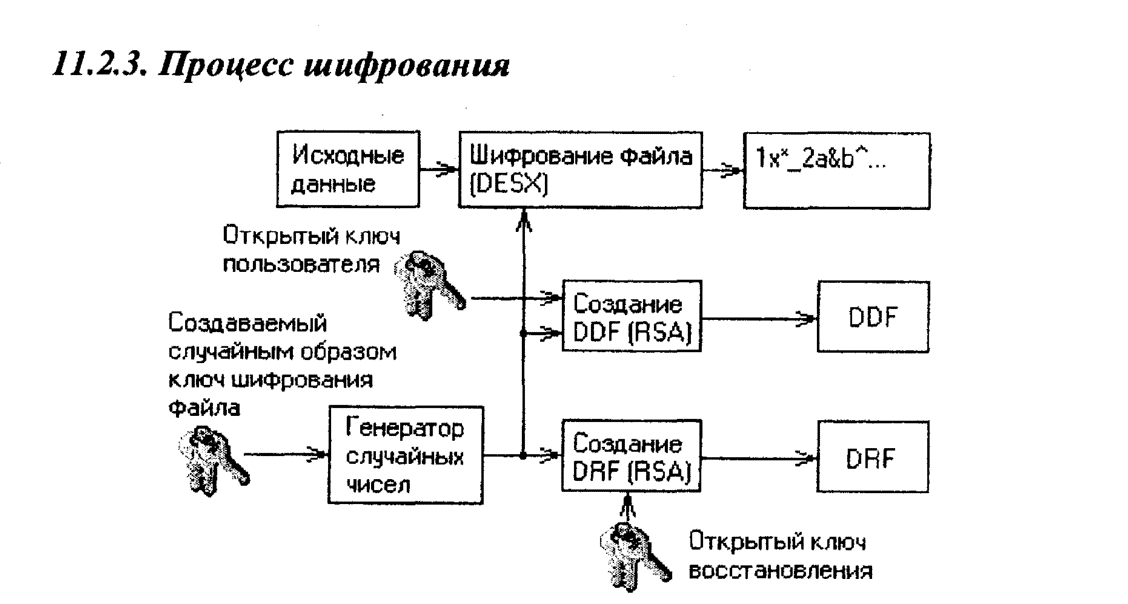 11.2.3. Процесс шифрования
Исходные
данные
Шифрование файла
(DESX)
1x*_2a&b^...
Открытый ключ
пользователя
Создание
DDF (RSA)
DDF
Создаваемый
случайным образом
ключ шифрования
файла
Генератор
случайных
чисел
Создание
DRF (RSA)
DRF
Открытый ключ
восстановления